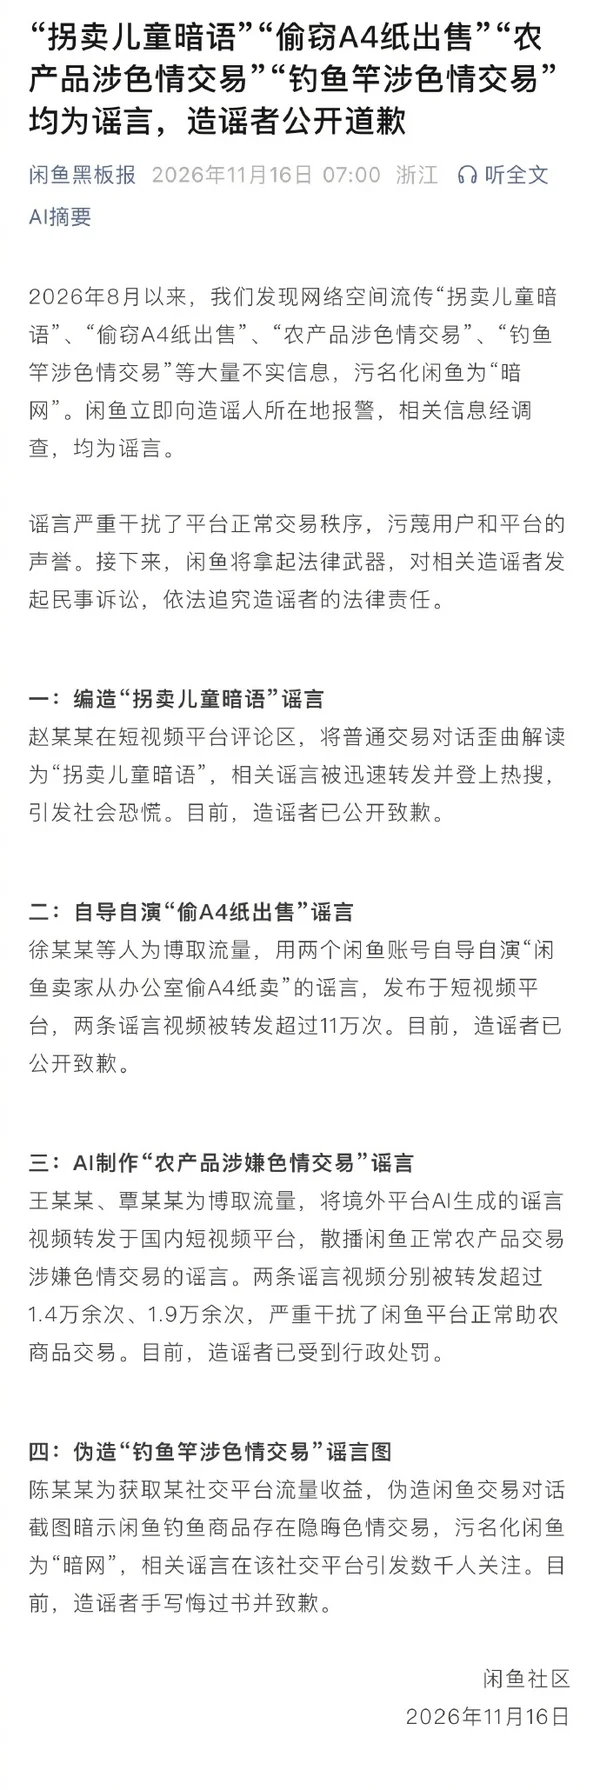 “拐卖儿童暗语”“偷窃A4纸出售”“农
产品涉色情交易”“钓鱼竿涉色情交易”
均为谣言，造谣者公开道歉
闲鱼黑板报 2026年11月16日 07:00 浙江 听全文
AI摘要
2026年8月以来，我们发现网络空间流传“拐卖儿童暗
语”、“偷窃A4纸出售”、“农产品涉色情交易”、“钓鱼
竿涉色情交易”等大量不实信息，污名化闲鱼为“暗
网”。闲鱼立即向造谣人所在地报警，相关信息经调
查，均为谣言。
谣言严重干扰了平台正常交易秩序，污蔑用户和平台的
声誉。接下来，闲鱼将拿起法律武器，对相关造谣者发
起民事诉讼，依法追究造谣者的法律责任。
一：编造“拐卖儿童暗语”谣言
赵某某在短视频平台评论区，将普通交易对话歪曲解读
为“拐卖儿童暗语”，相关谣言被迅速转发并登上热搜，
引发社会恐慌。目前，造谣者已公开致歉。
二：自导自演“偷A4纸出售”谣言
徐某某等人为博取流量，用两个闲鱼账号自导自演“闲
鱼卖家从办公室偷A4纸卖”的谣言，发布于短视频平
台，两条谣言视频被转发超过11万次。目前，造谣者已
公开致歉。
三：AI制作“农产品涉嫌色情交易”谣言
王某某、覃某某为博取流量，将境外平台AI生成的谣言
视频转发于国内短视频平台，散播闲鱼正常农产品交易
涉嫌色情交易的谣言。两条谣言视频分别被转发超过
1.4万余次、1.9万余次，严重干扰了闲鱼平台正常助农
商品交易。目前，造谣者已受到行政处罚。
四：伪造“钓鱼竿涉色情交易”谣言图
陈某某为获取某社交平台流量收益，伪造闲鱼交易对话
截图暗示闲鱼钓鱼商品存在隐晦色情交易，污名化闲鱼
为“暗网”，相关谣言在该社交平台引发数千人关注。目
前，造谣者手写悔过书并致歉。
闲鱼社区
2026年11月16日